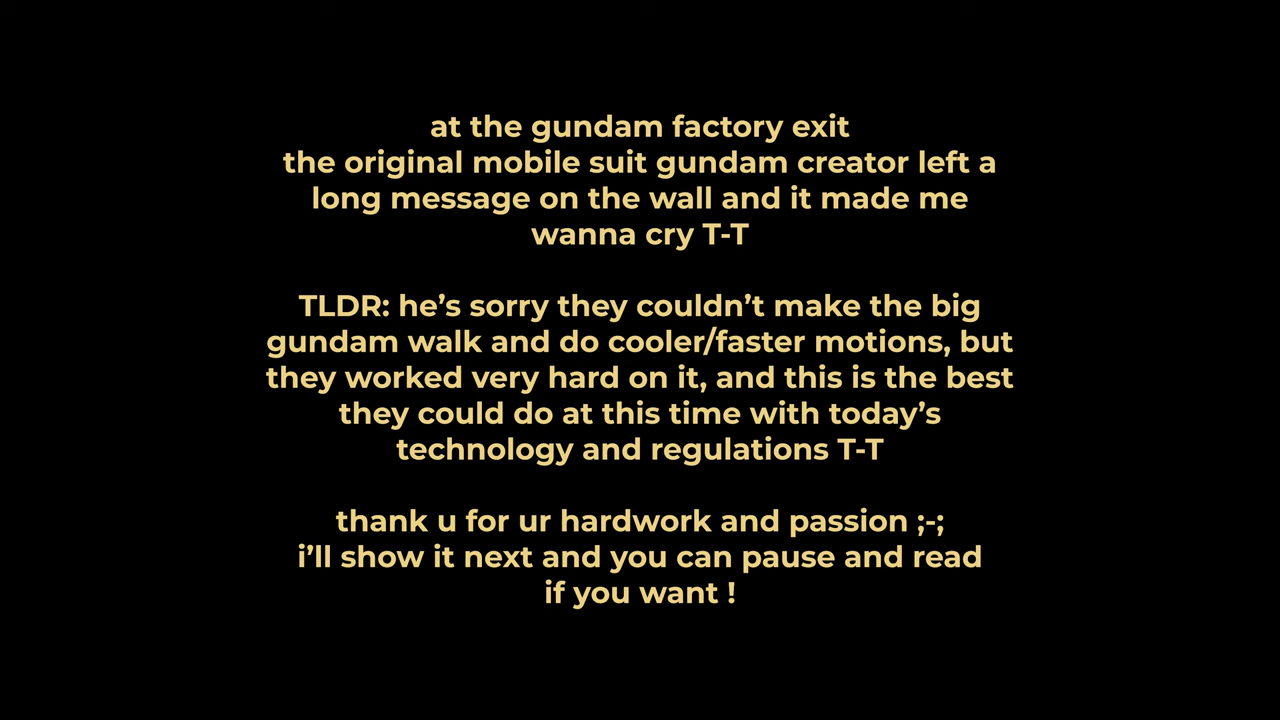 at the gundam factory exit
the original mobile suit gundam creator left a
long message on the wall and it made me
wanna cry T-T
TLDR: he’s sorry they couldn’t make the big
gundam walk and do cooler/faster motions, but
they worked very hard on it, and this is the best
they could do at this time with today’s
technology and regulations T-T
thank u for ur hardwork and passion ;-;
i’ll show it next and you can pause and read
if you want !